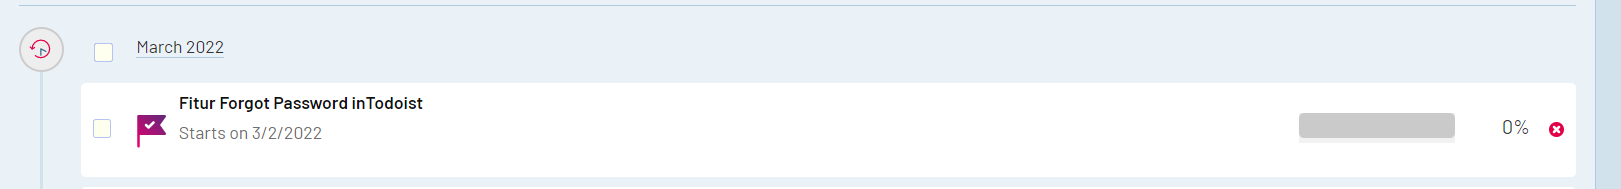 March 2022
Fitur Forgot Password inTodoist
Starts on 3/2/2022
0%